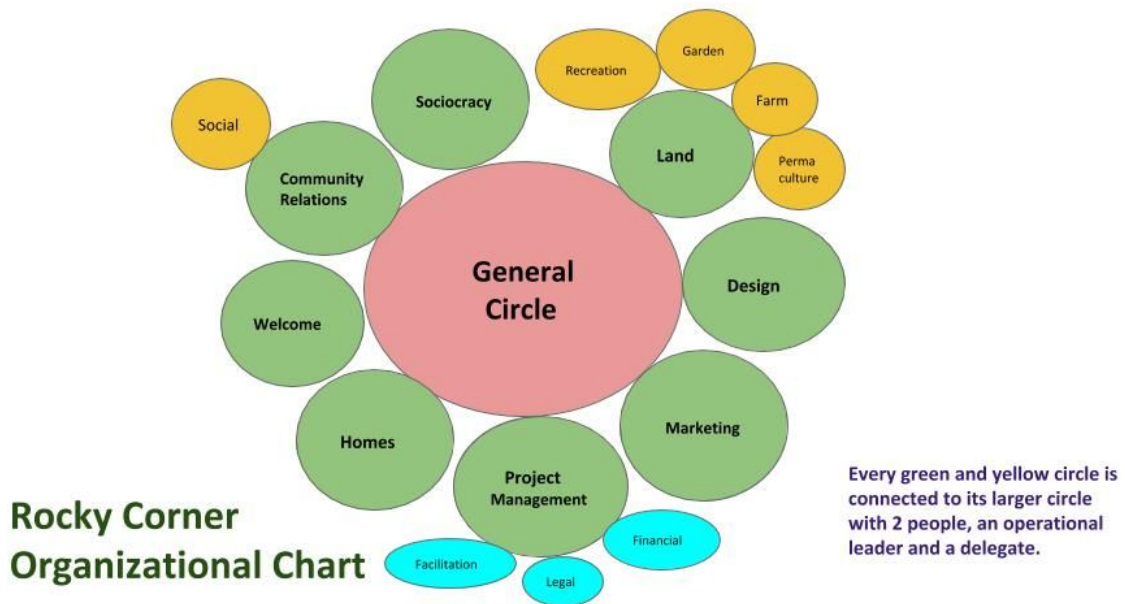 Garden
Recreation
Farm
Sociocracy
Social
Land
Perma
culture
Community
Relations
General
Circle
Design
Welcome
Marketing
Homes
Project
Management
Financial
Facilitation
Legal
Rocky Corner
Organizational Chart
Every green and yellow circle is
connected to its larger circle
with 2 people, an operational
leader and a delegate.